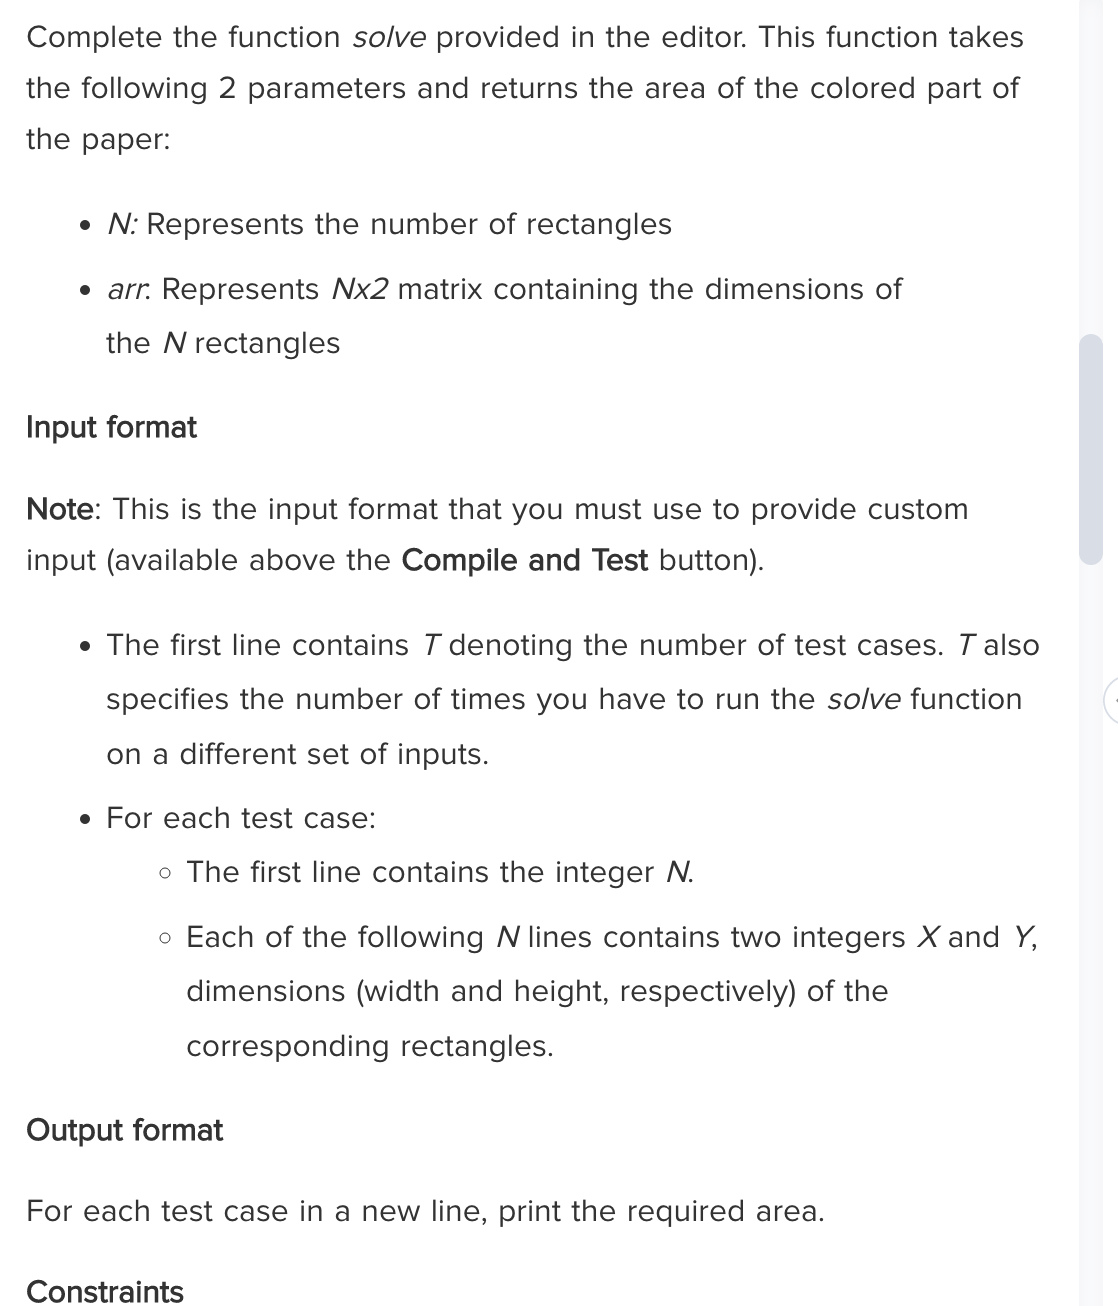 Complete the function solve provided in the editor. This function takes
the following 2 parameters and returns the area of the colored part of
the paper:
• N: Represents the number of rectangles
• arr: Represents Nx2 matrix containing the dimensions of
the N rectangles
Input format
Note: This is the input format that you must use to provide custom
input (available above the Compile and Test button).
• The first line contains T denoting the number of test cases. T also
specifies the number of times you have to run the solve function
on a different set of inputs.
• For each test case:
○ The first line contains the integer N.
○ Each of the following N lines contains two integers X and Y,
dimensions (width and height, respectively) of the
corresponding rectangles.
Output format
For each test case in a new line, print the required area.
Constraints